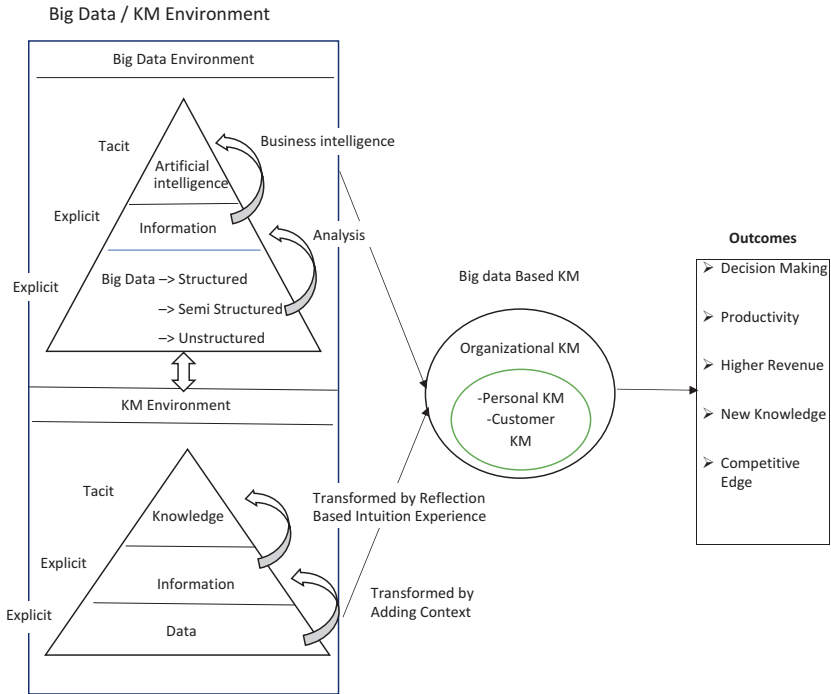 Big Data / KM Environment
Big Data Environment
Tacit
Explicit
Explicit
Artificial
intelligence
Information
Big Data –> Structured
–> Semi Structured
–> Unstructured
Business intelligence
Analysis
KM Environment
Tacit
Explicit
Explicit
Knowledge
Information
Data
Transformed by Reflection
Based Intuition Experience
Transformed by
Adding Context
Big data Based KM
Organizational KM
-Personal KM
-Customer
KM
Outcomes
➢ Decision Making
➢ Productivity
➢ Higher Revenue
➢ New Knowledge
➢ Competitive
Edge